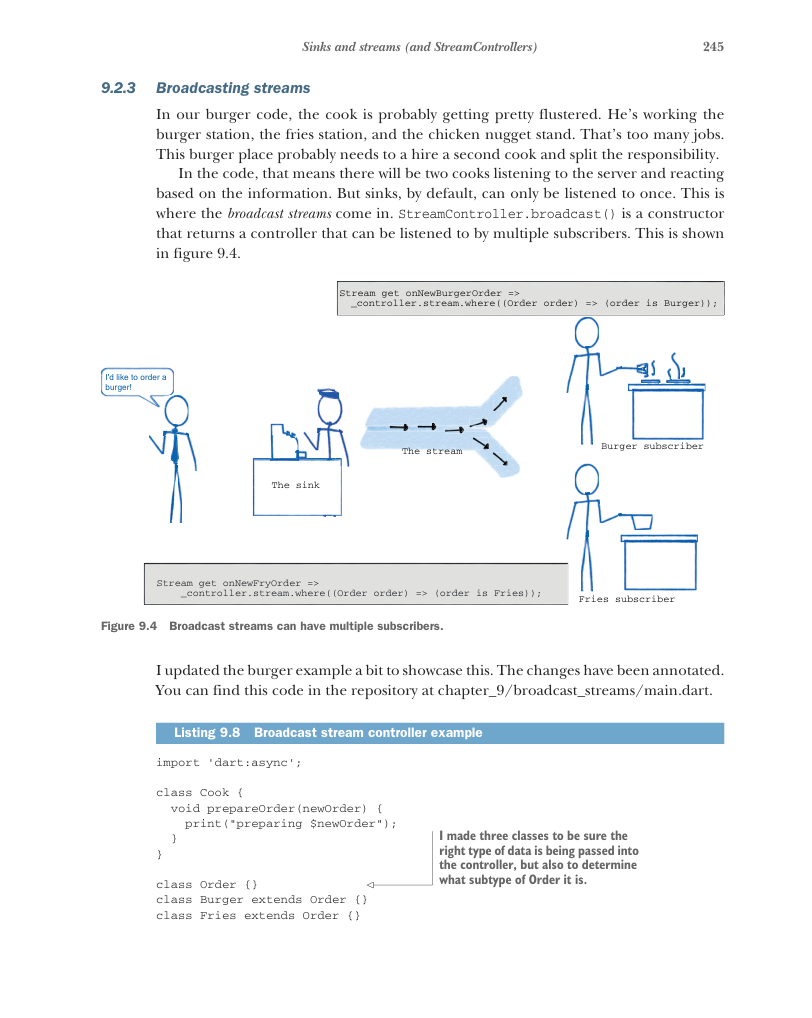 Sinks and streams (and StreamControllers) 245
9.2.3 Broadcasting streams
In our burger code, the cook is probably getting pretty flustered. He's working the
burger station, the fries station, and the chicken nugget stand. That's too many jobs.
This burger place probably needs to a hire a second cook and split the responsibility.
In the code, that means there will be two cooks listening to the server and reacting
based on the information. But sinks, by default, can only be listened to once. This is
where the broadcast streams come in. StreamController.broadcast() is a constructor
that returns a controller that can be listened to by multiple subscribers. This is shown
in figure 9.4.
Stream get onNewBurgerOrder =>
_controller.stream.where((Order order) => (order is Burger));
I'd like to order a
burger!
The stream
Burger subscriber
The sink
Stream get onNewFryOrder =>
_controller.stream.where((Order order) => (order is Fries));
Fries subscriber
Figure 9.4 Broadcast streams can have multiple subscribers.
I updated the burger example a bit to showcase this. The changes have been annotated.
You can find this code in the repository at chapter_9/broadcast_streams/main.dart.
Listing 9.8 Broadcast stream controller example
import 'dart:async';
class Cook {
void prepareOrder(newOrder) {
print("preparing $newOrder");
}
}
I made three classes to be sure the
right type of data is being passed into
the controller, but also to determine
what subtype of Order it is.
class Order {}
class Burger extends Order {}
class Fries extends Order {}